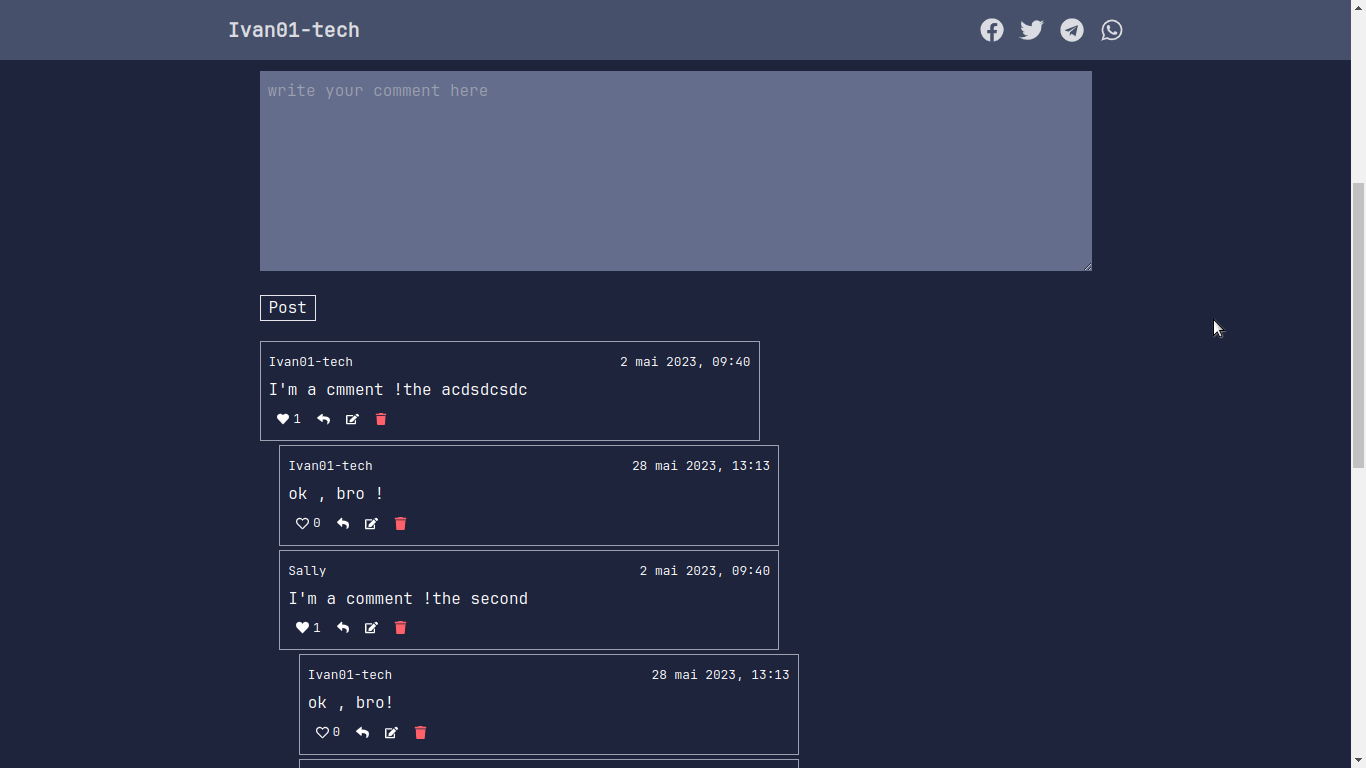 Ivan01-tech
write your comment here
Post
Ivan01-tech 2 mai 2023, 09:40
I'm a cmment !the acdsdcsdc
1
Ivan01-tech 28 mai 2023, 13:13
ok , bro !
0
Sally 2 mai 2023, 09:40
I'm a comment !the second
1
Ivan01-tech 28 mai 2023, 13:13
ok , bro!
0